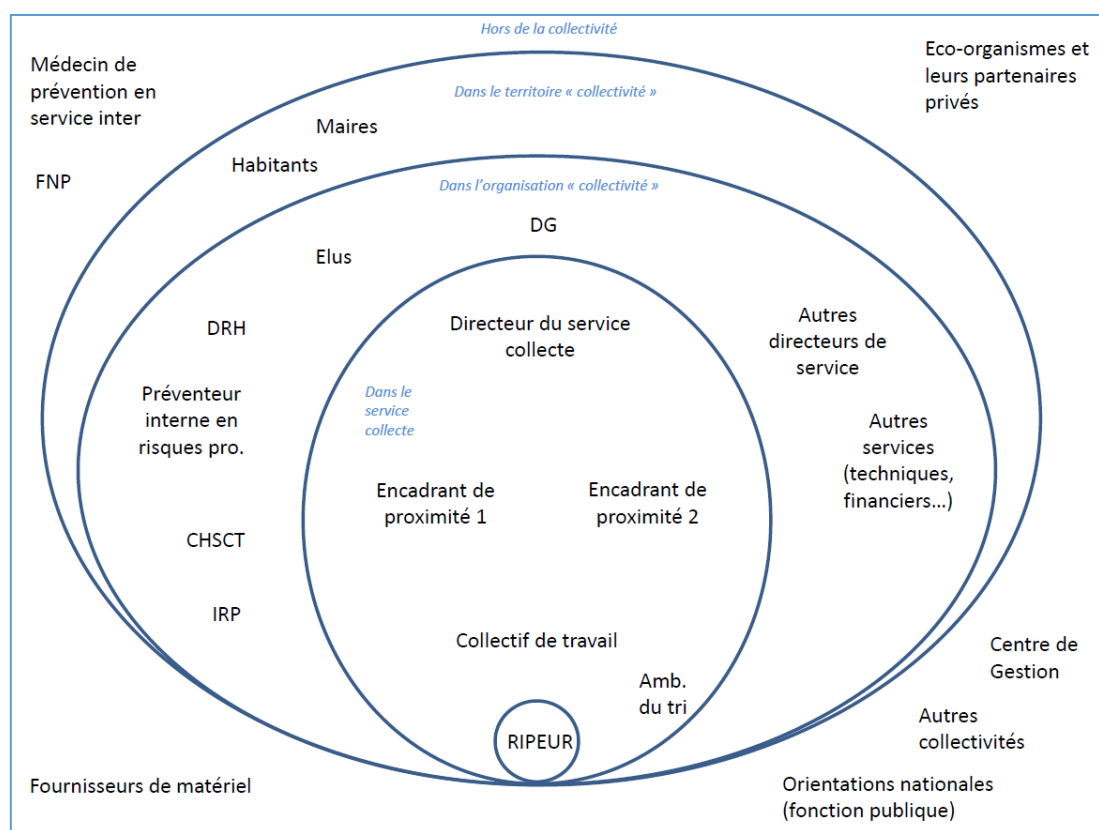 Hors de la collectivité
Médecin de
prévention en
service inter
Eco-organismes et
leurs partenaires
privés
Dans le territoire « collectivité »
Maires
Habitants
FNP
Dans l'organisation « collectivité »
DG
Elus
DRH
Directeur du service
collecte
Autres
directeurs de
service
Préventeur
interne en
risques pro.
Dans le
service
collecte
Autres
services
(techniques,
financiers...)
Encadrant de
proximité 1
Encadrant de
proximité 2
CHSCT
IRP
Collectif de travail
Amb.
du tri
Centre de
Gestion
RIPEUR
Autres
collectivités
Fournisseurs de matériel
Orientations nationales
(fonction publique)